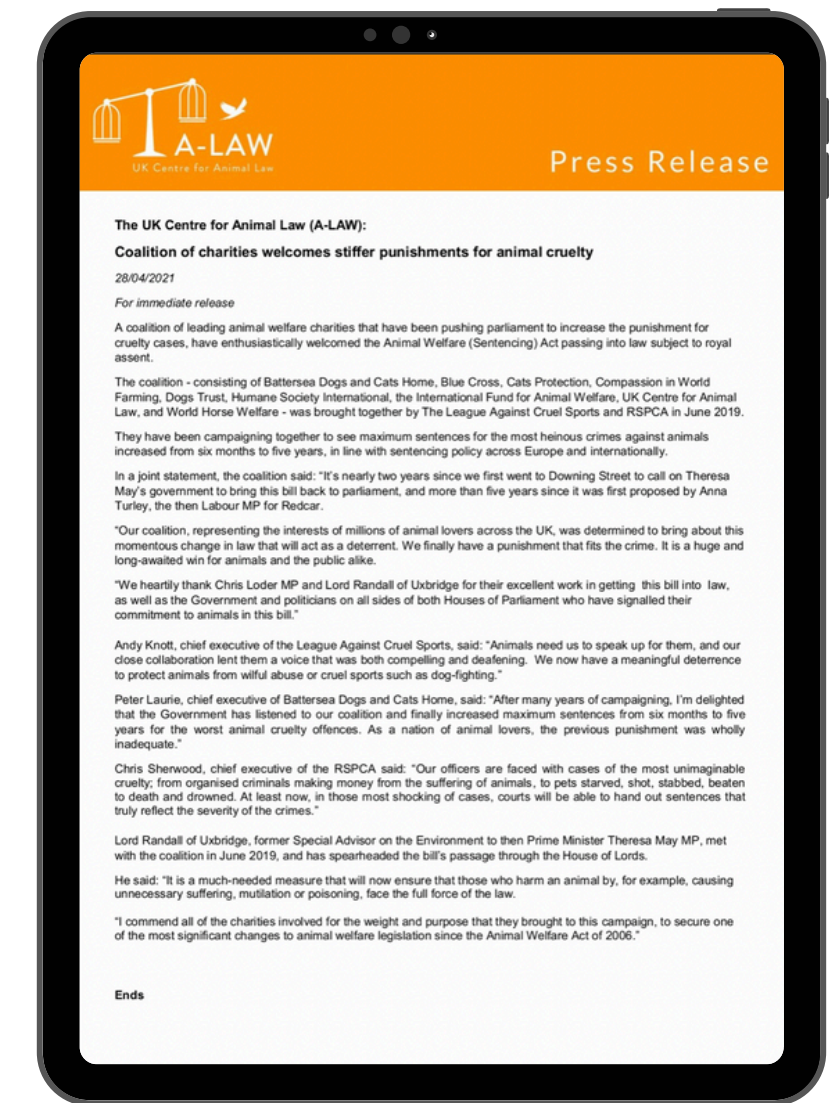 A-LAW
UK Centre for Animal Law
Press Release
The UK Centre for Animal Law (A-LAW):
Coalition of charities welcomes stiffer punishments for animal cruelty
28/04/2021
For immediate release
A coalition of leading animal welfare charities that have been pushing parliament to increase the punishment for
cruelty cases, have enthusiastically welcomed the Animal Welfare (Sentencing) Act passing into law subject to royal
assent.
The coalition - consisting of Battersea Dogs and Cats Home, Blue Cross, Cats Protection, Compassion in World
Farming, Dogs Trust, Humane Society International, the International Fund for Animal Welfare, UK Centre for Animal
Law, and World Horse Welfare - was brought together by The League Against Cruel Sports and RSPCA in June 2019.
They have been campaigning together to see maximum sentences for the most heinous crimes against animals
increased from six months to five years, in line with sentencing policy across Europe and internationally.
In a joint statement, the coalition said: "It's nearly two years since we first went to Downing Street to call on Theresa
May's government to bring this bill back to parliament, and more than five years since it was first proposed by Anna
Turley, the then Labour MP for Redcar.
"Our coalition, representing the interests of millions of animal lovers across the UK, was determined to bring about this
momentous change in law that will act as a deterrent. We finally have a punishment that fits the crime. It is a huge and
long-awaited win for animals and the public alike.
"We heartily thank Chris Loder MP and Lord Randall of Uxbridge for their excellent work in getting  this bill into  law,
as well as the Government and politicians on all sides of both Houses of Parliament who have signalled their
commitment to animals in this bill."
Andy Knott, chief executive of the League Against Cruel Sports, said: "Animals need us to speak up for them, and our
close collaboration lent them a voice that was both compelling and deafening.  We now have a meaningful deterrence
to protect animals from wilful abuse or cruel sports such as dog-fighting."
Peter Laurie, chief executive of Battersea Dogs and Cats Home, said: "After many years of campaigning, I'm delighted
that the Government has listened to our coalition and finally increased maximum sentences from six months to five
years for the worst animal cruelty offences. As a nation of animal lovers, the previous punishment was wholly
inadequate."
Chris Sherwood, chief executive of the RSPCA said: "Our officers are faced with cases of the most unimaginable
cruelty; from organised criminals making money from the suffering of animals, to pets starved, shot, stabbed, beaten
to death and drowned. At least now, in those most shocking of cases, courts will be able to hand out sentences that
truly reflect the severity of the crimes."
Lord Randall of Uxbridge, former Special Advisor on the Environment to then Prime Minister Theresa May MP, met
with the coalition in June 2019, and has spearheaded the bill's passage through the House of Lords.
He said: "It is a much-needed measure that will now ensure that those who harm an animal by, for example, causing
unnecessary suffering, mutilation or poisoning, face the full force of the law.
"I commend all of the charities involved for the weight and purpose that they brought to this campaign, to secure one
of the most significant changes to animal welfare legislation since the Animal Welfare Act of 2006."
Ends